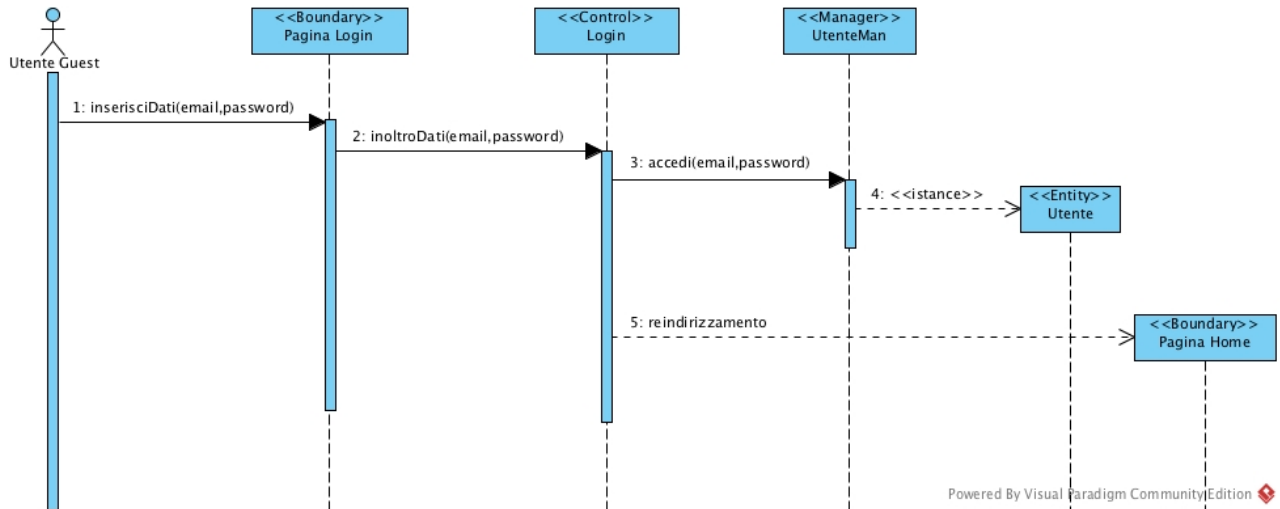 <<Boundary>>
Pagina Login
<<Control>>
Login
<<Manager>>
UtenteMan
Utente Guest
1: inserisciDati(email,password)
2: inoltroDati(email,password)
3: accedi(email,password)
4: <<istance>>
<<Entity>>
Utente
5: reindirizzamento
<<Boundary>>
Pagina Home
Powered By Visual Paradigm Community Edition